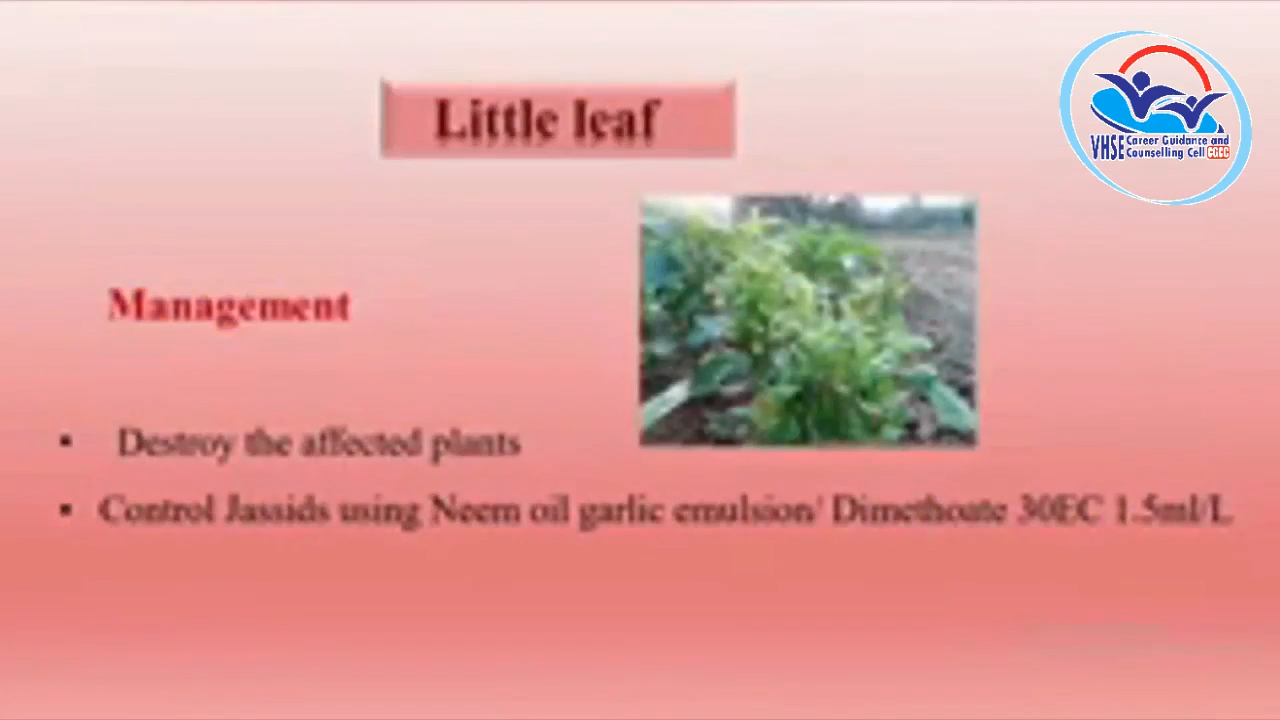 Little leaf
VHSE Career Guidance and
Counselling Cell CGCC
Management
Destroy the affected plants
Control Jassids using Neem oil garlic emulsion/ Dimethoate 30EC 1.5ml/L